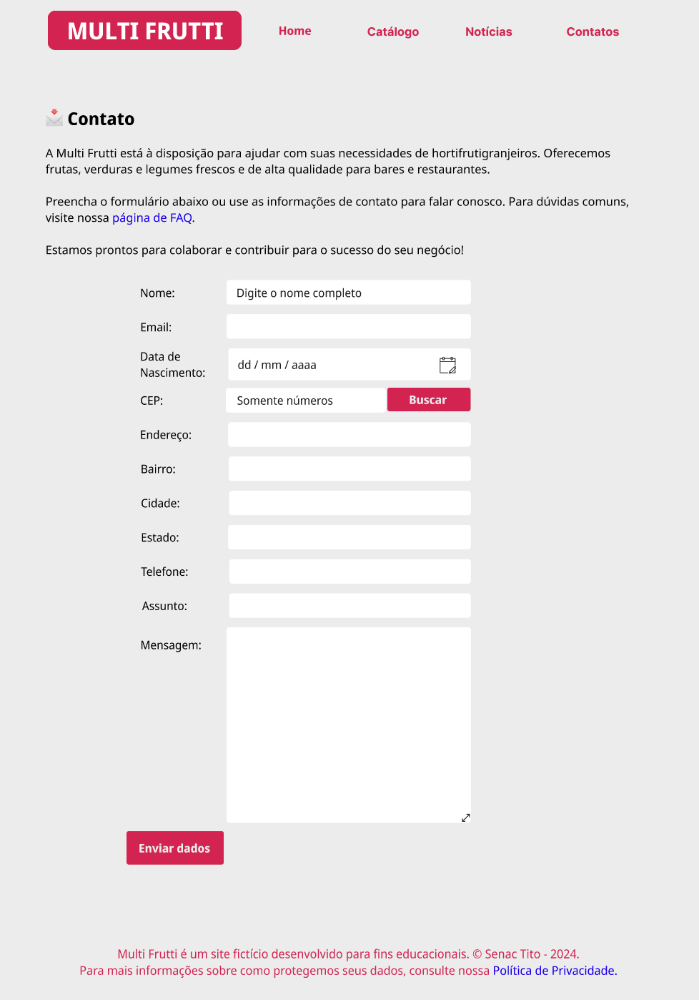 MULTI FRUTTI
Home
Catálogo
Notícias
Contatos
Contato
A Multi Frutti está à disposição para ajudar com suas necessidades de hortifrutigranjeiros. Oferecemos
frutas, verduras e legumes frescos e de alta qualidade para bares e restaurantes.
Preencha o formulário abaixo ou use as informações de contato para falar conosco. Para dúvidas comuns,
visite nossa página de FAQ.
Estamos prontos para colaborar e contribuir para o sucesso do seu negócio!
Nome:
Digite o nome completo
Email:
Data de
Nascimento:
dd / mm / aaaa
CEP:
Somente números
Buscar
Endereço:
Bairro:
Cidade:
Estado:
Telefone:
Assunto:
Mensagem:
Enviar dados
Multi Frutti é um site fictício desenvolvido para fins educacionais. © Senac Tito - 2024.
Para mais informações sobre como protegemos seus dados, consulte nossa Política de Privacidade.